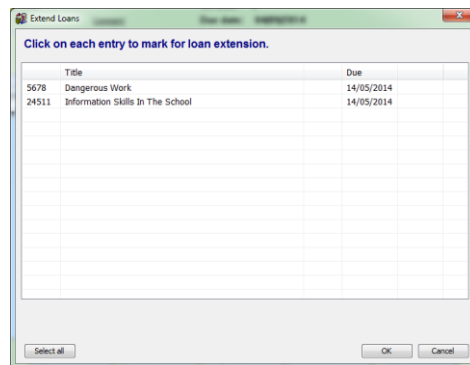 Extend Loans
Click on each entry to mark for loan extension.
Title Due
5678 Dangerous Work 14/05/2014
24511 Information Skills In The School 14/05/2014
Select all OK Cancel